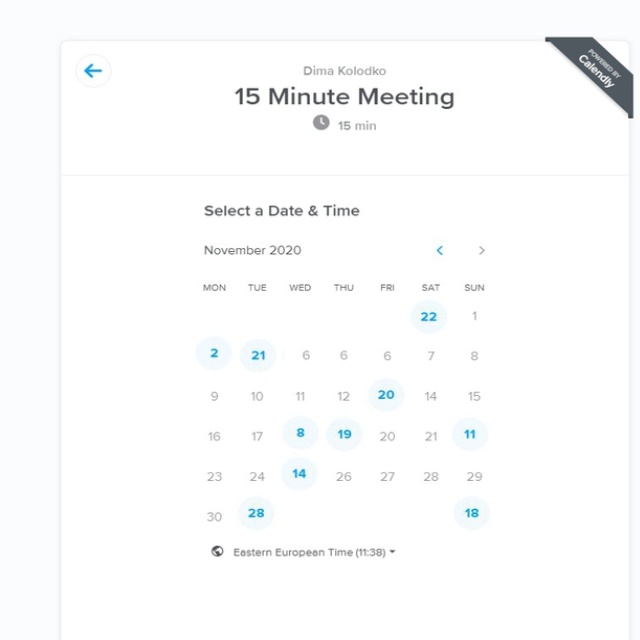 POWERED BY
Calendly
Dima Kolodko
15 Minute Meeting
15 min
Select a Date & Time
November 2020
MON TUE WED THU FRI SAT SUN
22 1
2 21 6 6 6 7 8
9 10 11 12 20 14 15
16 17 8 19 20 21 11
23 24 14 26 27 28 29
30 28 18
Eastern European Time (11:38)